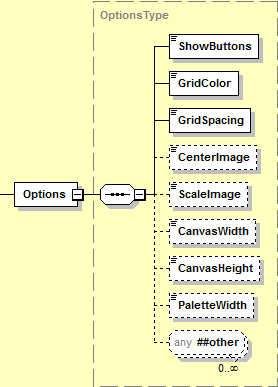 OptionsType
ShowButtons
GridColor
GridSpacing
CenterImage
Options
ScaleImage
CanvasWidth
CanvasHeight
PaletteWidth
any ##other
0..∞